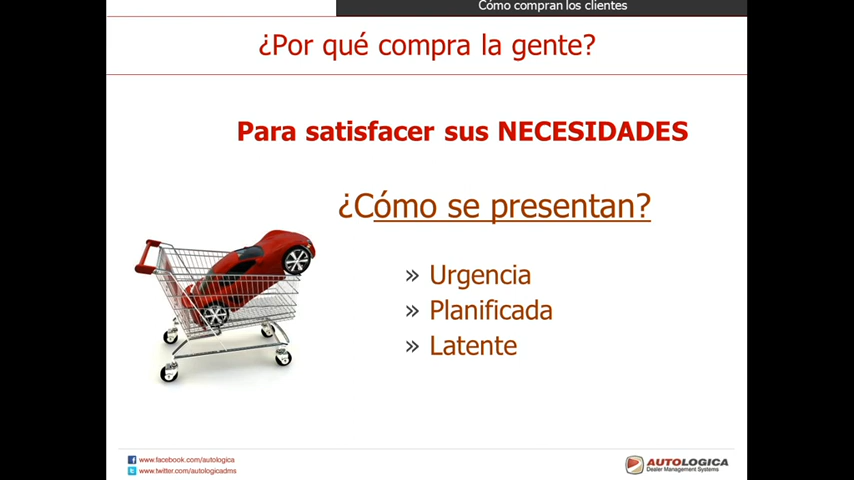 Cómo compran los clientes
¿Por qué compra la gente?
Para satisfacer sus NECESIDADES
¿Cómo se presentan?
» Urgencia
» Planificada
» Latente
www.facebook.com/autologica
www.twitter.com/autologicadms
AUTOLOGICA
Dealer Management Systems